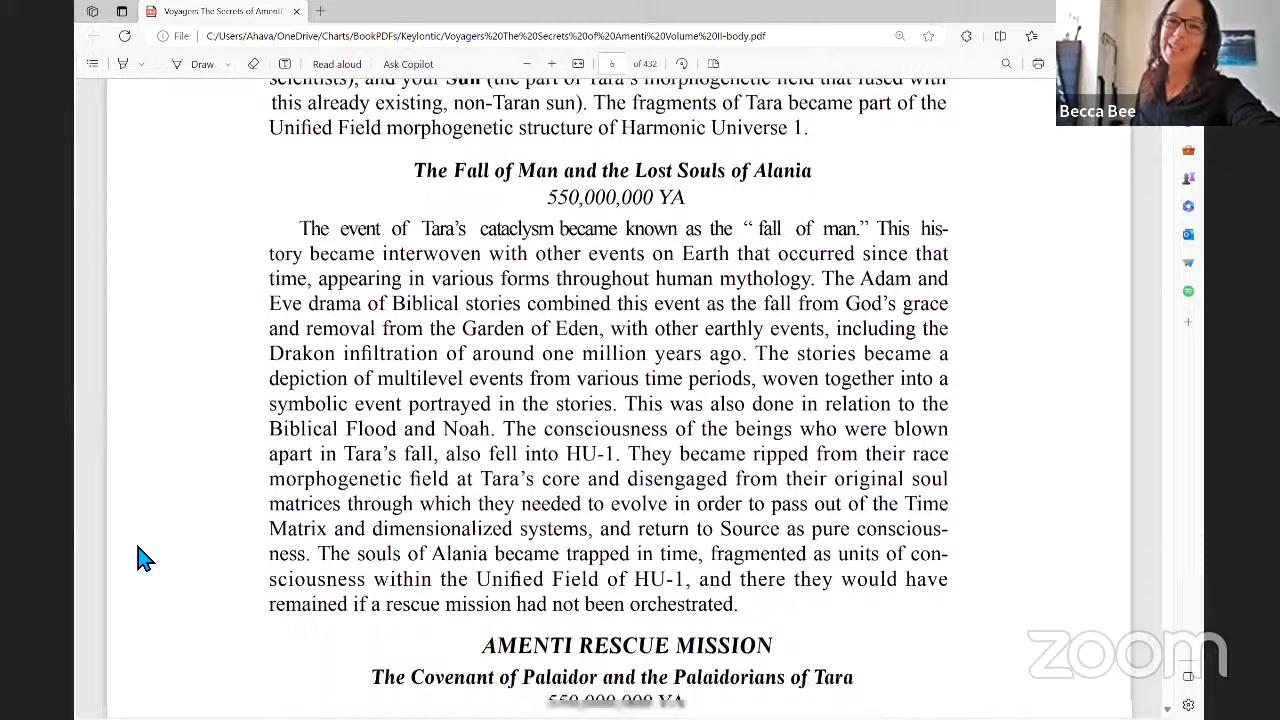 Voyagers The Secrets of Amenti
File
C:/Users/Ahava/OneDrive/Charts/BookPDFs/Keylontic/Voyagers%20The%20Secrets%20of%20Amenti%20Volume%20II-body.pdf
Draw
Read aloud
Ask Copilot
6 of 432
Becca Bee
scientists), and your Sun (the part of Tara's morphogenetic field that fused with
this already existing, non-Taran sun). The fragments of Tara became part of the
Unified Field morphogenetic structure of Harmonic Universe 1.
The Fall of Man and the Lost Souls of Alania
550,000,000 YA
The event of Tara's cataclysm became known as the “ fall of man.” This his-
tory became interwoven with other events on Earth that occurred since that
time, appearing in various forms throughout human mythology. The Adam and
Eve drama of Biblical stories combined this event as the fall from God's grace
and removal from the Garden of Eden, with other earthly events, including the
Drakon infiltration of around one million years ago. The stories became a
depiction of multilevel events from various time periods, woven together into a
symbolic event portrayed in the stories. This was also done in relation to the
Biblical Flood and Noah. The consciousness of the beings who were blown
apart in Tara's fall, also fell into HU-1. They became ripped from their race
morphogenetic field at Tara's core and disengaged from their original soul
matrices through which they needed to evolve in order to pass out of the Time
Matrix and dimensionalized systems, and return to Source as pure conscious-
ness. The souls of Alania became trapped in time, fragmented as units of con-
sciousness within the Unified Field of HU-1, and there they would have
remained if a rescue mission had not been orchestrated.
AMENTI RESCUE MISSION
The Covenant of Palaidor and the Palaidorians of Tara
550,000,000 YA
zoom